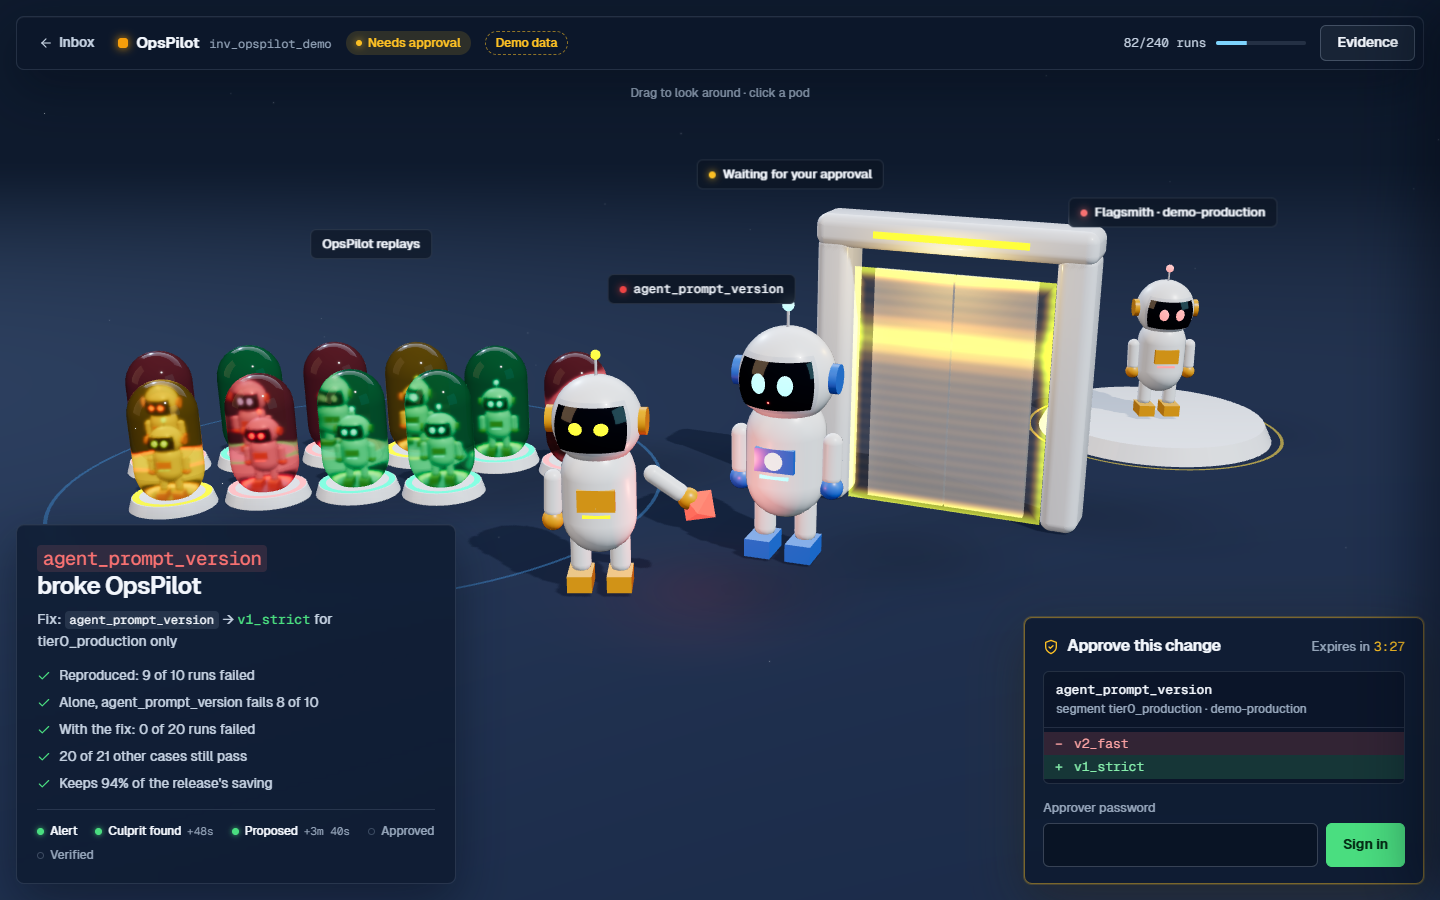 ← Inbox
OpsPilot
inv_opspilot_demo
Needs approval
Demo data
82/240 runs
Evidence
Drag to look around · click a pod
Waiting for your approval
Flagsmith · demo-production
OpsPilot replays
agent_prompt_version
agent_prompt_version
broke OpsPilot
Fix: agent_prompt_version → v1_strict for
tier0_production only
Reproduced: 9 of 10 runs failed
Alone, agent_prompt_version fails 8 of 10
With the fix: 0 of 20 runs failed
20 of 21 other cases still pass
Keeps 94% of the release's saving
Alert
Culprit found +48s
Proposed +3m 40s
Approved
Verified
Approve this change
Expires in 3:27
agent_prompt_version
segment tier0_production · demo-production
- v2_fast
+ v1_strict
Approver password
Sign in